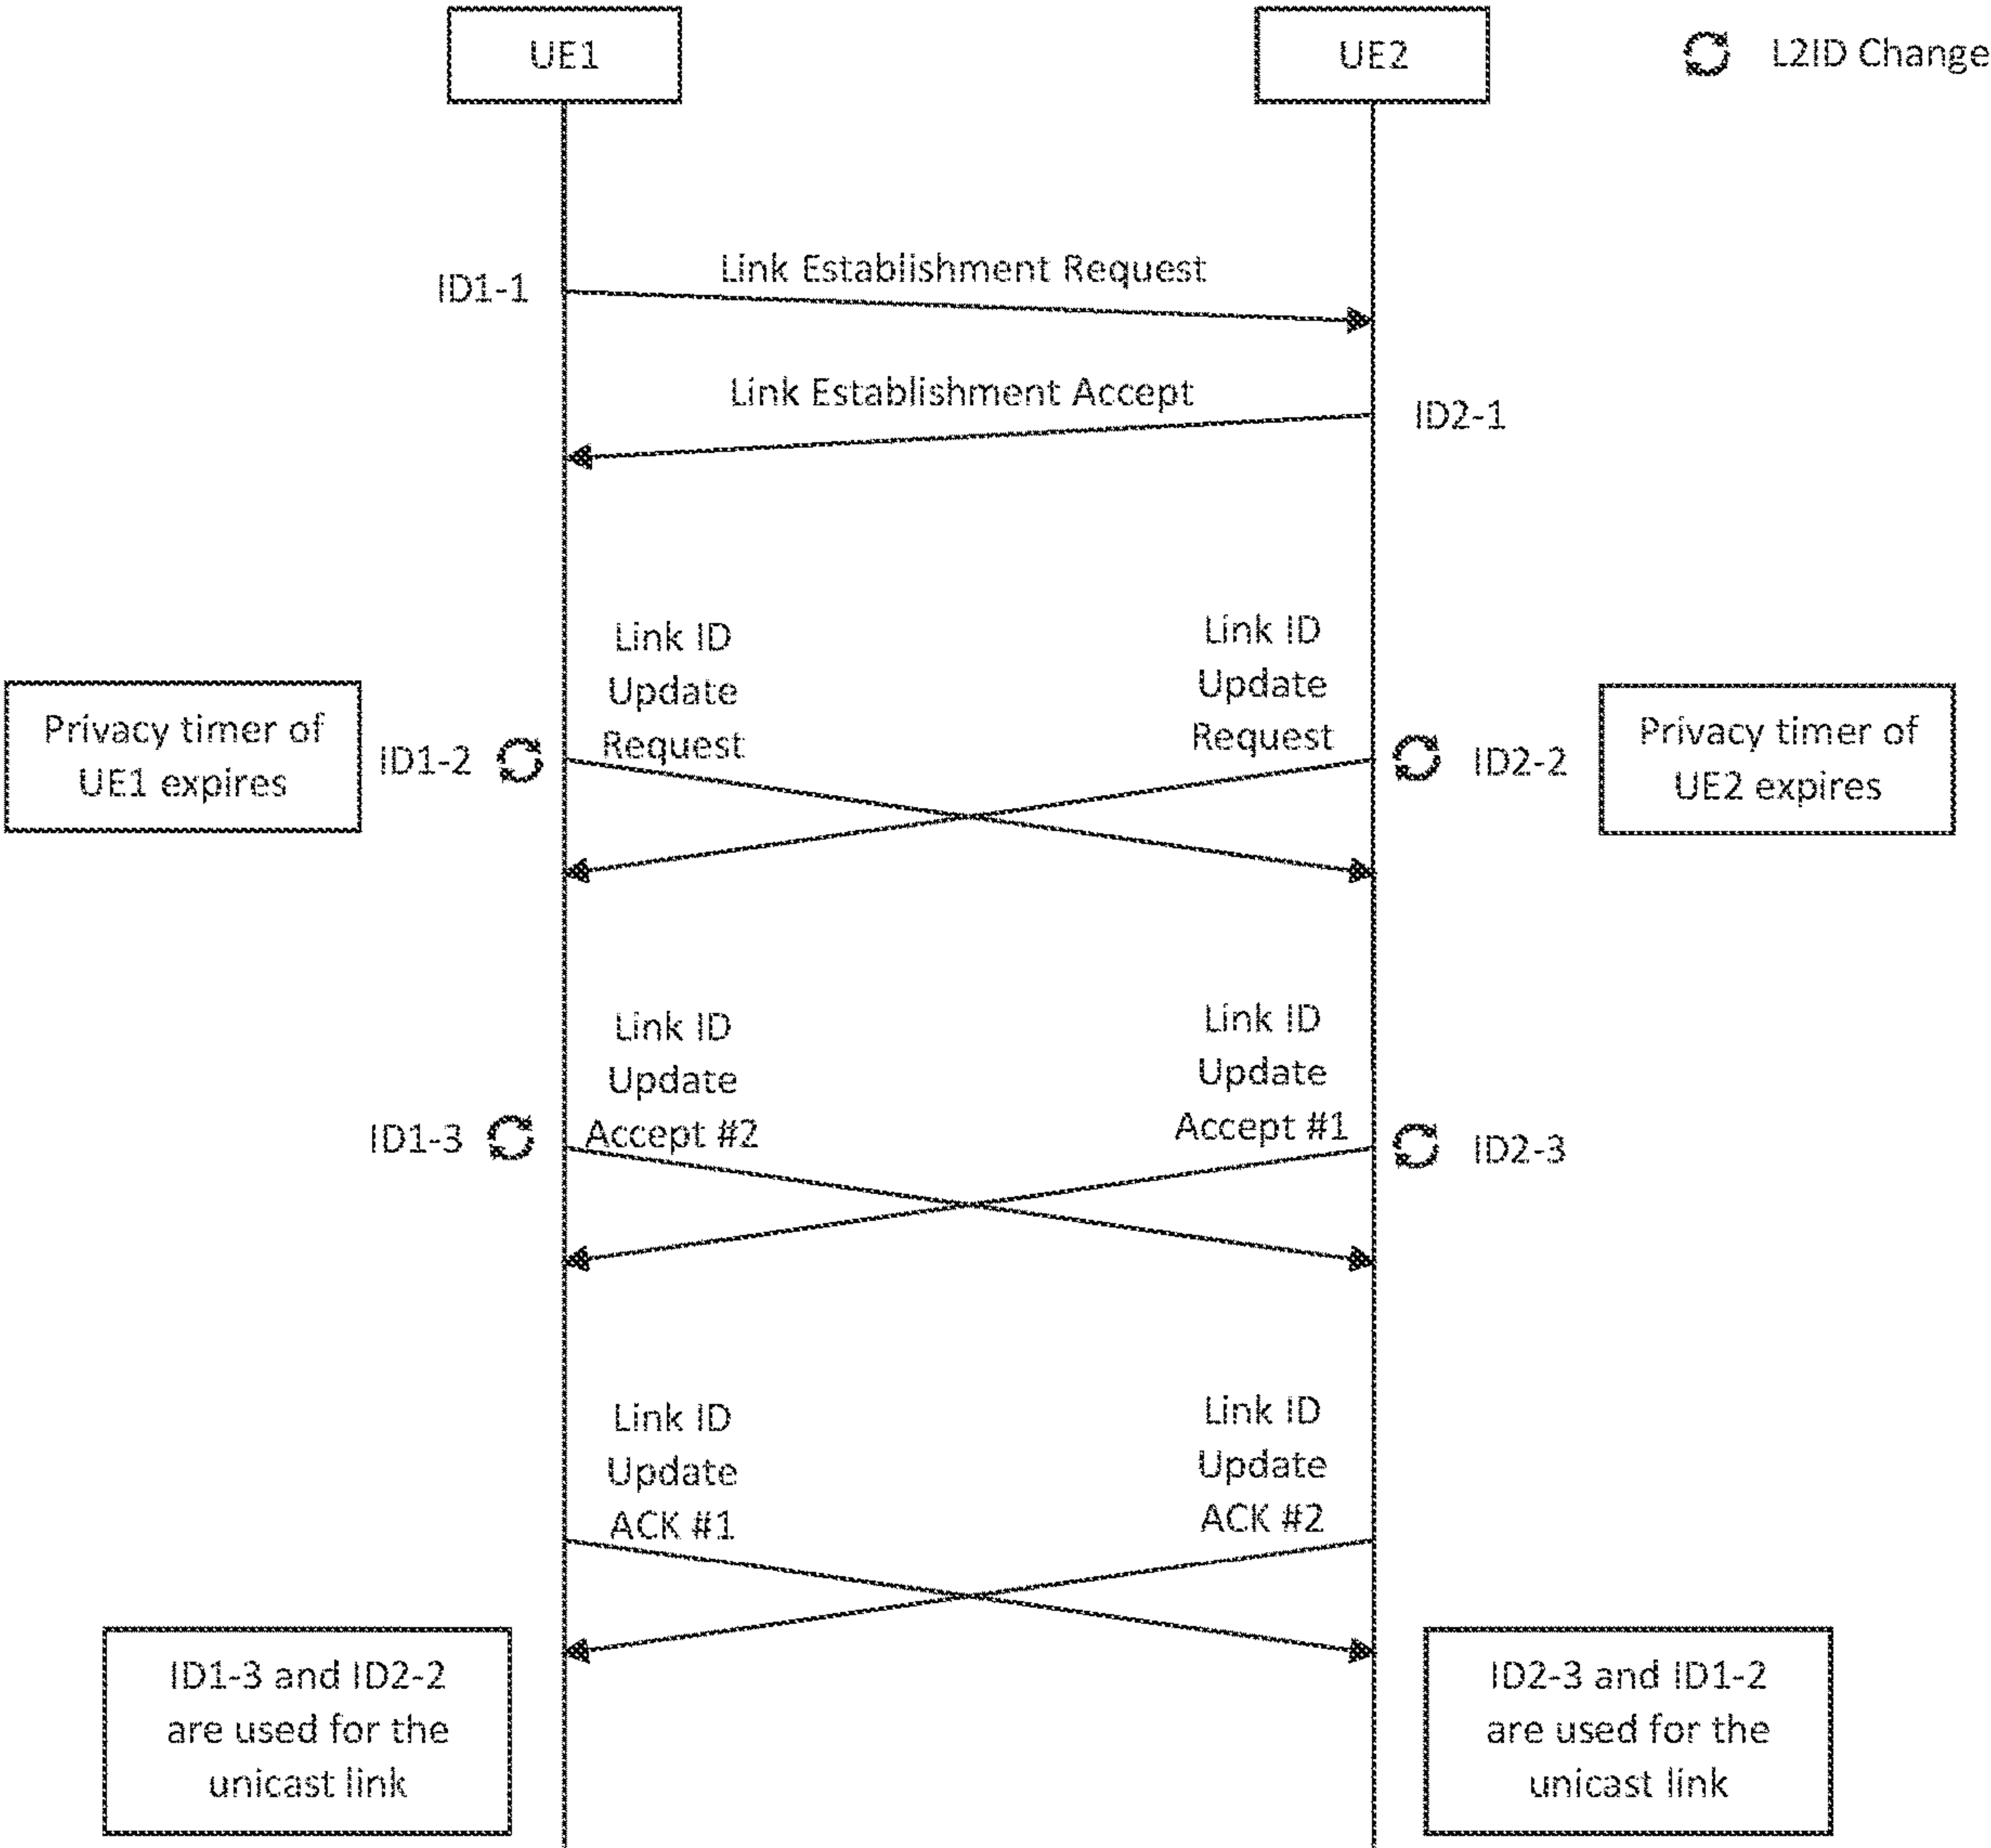 UE1
UE2
L2ID Change
ID1-1
Link Establishment Request
Link Establishment Accept
ID2-1
Link ID
Update
Request
Link ID
Update
Request
Privacy timer of
UE1 expires
ID1-2
ID2-2
Privacy timer of
UE2 expires
Link ID
Update
Accept #2
Link ID
Update
Accept #1
ID1-3
ID2-3
Link ID
Update
ACK #1
Link ID
Update
ACK #2
ID1-3 and ID2-2
are used for the
unicast link
ID2-3 and ID1-2
are used for the
unicast link